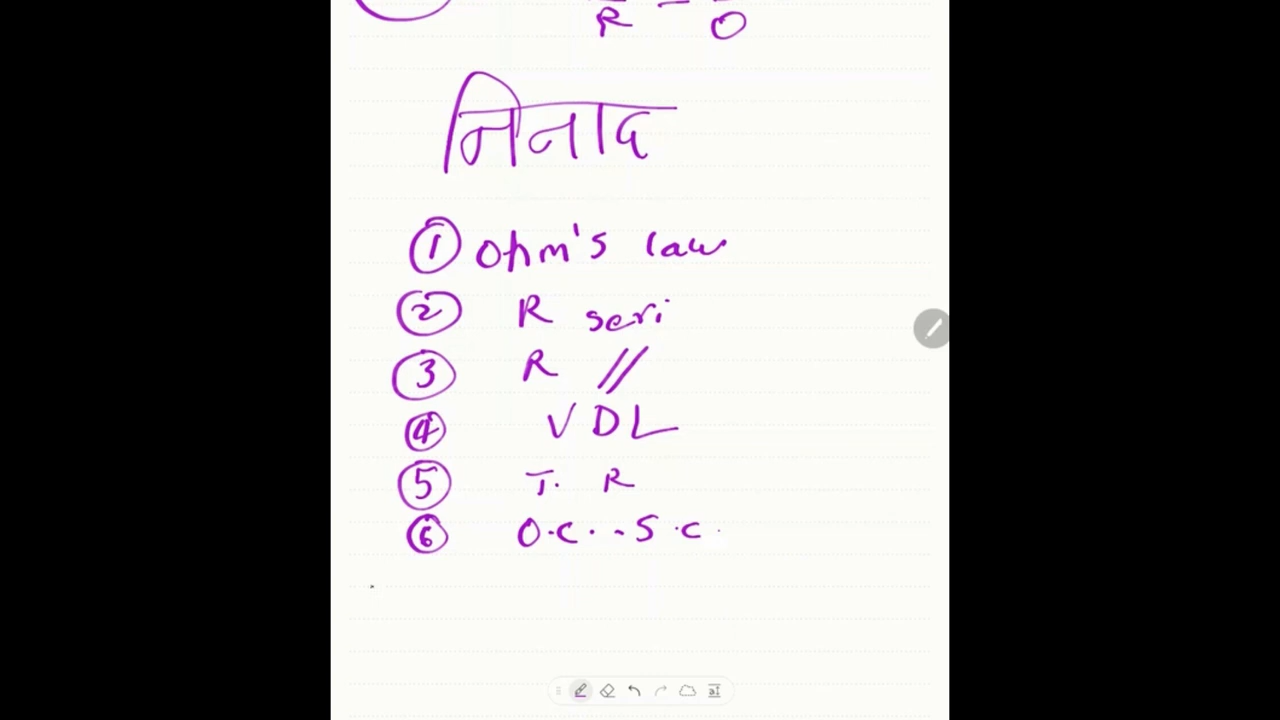 R - O
निनाद
① Ohm's law
② R seri
③ R //
④ VDL
⑤ T. R
⑥ O.C. - S.C.